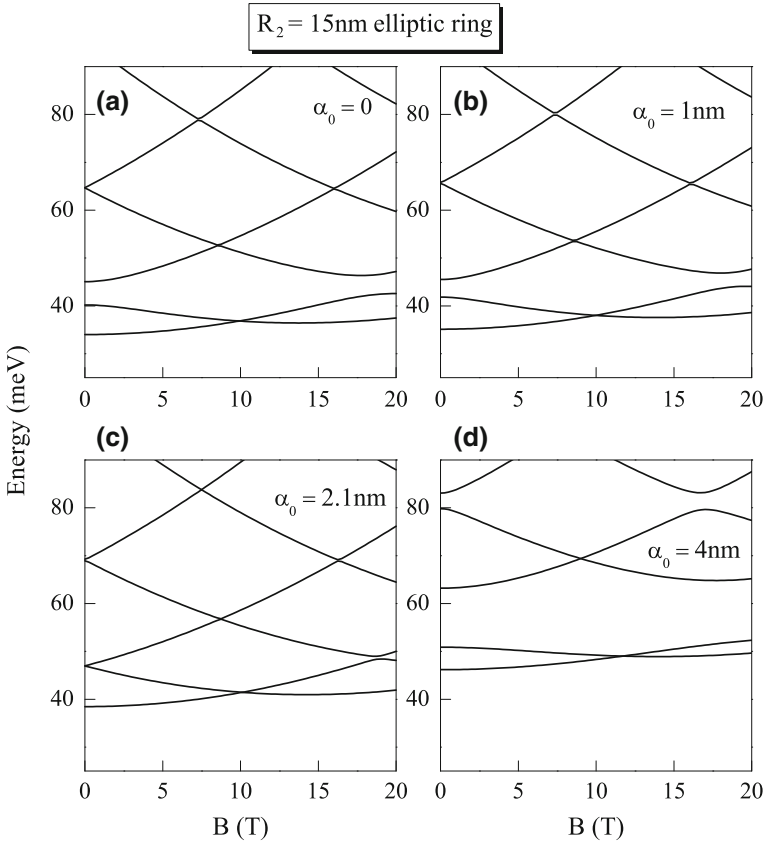 R₂ = 15nm elliptic ring
(a)
α₀ = 0
(b)
α₀ = 1nm
80
60
40
0 5 10 15 20
80
60
40
0 5 10 15 20
Energy (meV)
(c)
α₀ = 2.1nm
(d)
α₀ = 4nm
80
60
40
0 5 10 15 20
B (T)
80
60
40
0 5 10 15 20
B (T)